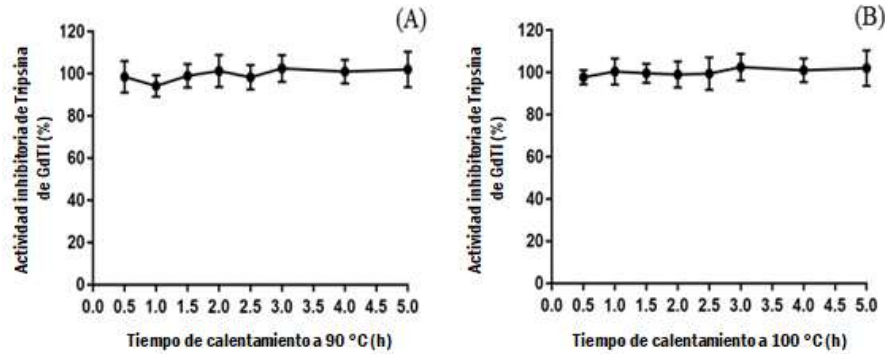 (A)
Actividad inhibitoria de Tripsina
de GdTI (%)
120
100
80
60
40
20
0
0.0 0.5 1.0 1.5 2.0 2.5 3.0 3.5 4.0 4.5 5.0
Tiempo de calentamiento a 90 °C (h)
(B)
Actividad inhibitoria de Tripsina
de GdTI (%)
120
100
80
60
40
20
0
0.0 0.5 1.0 1.5 2.0 2.5 3.0 3.5 4.0 4.5 5.0
Tiempo de calentamiento a 100 °C (h)